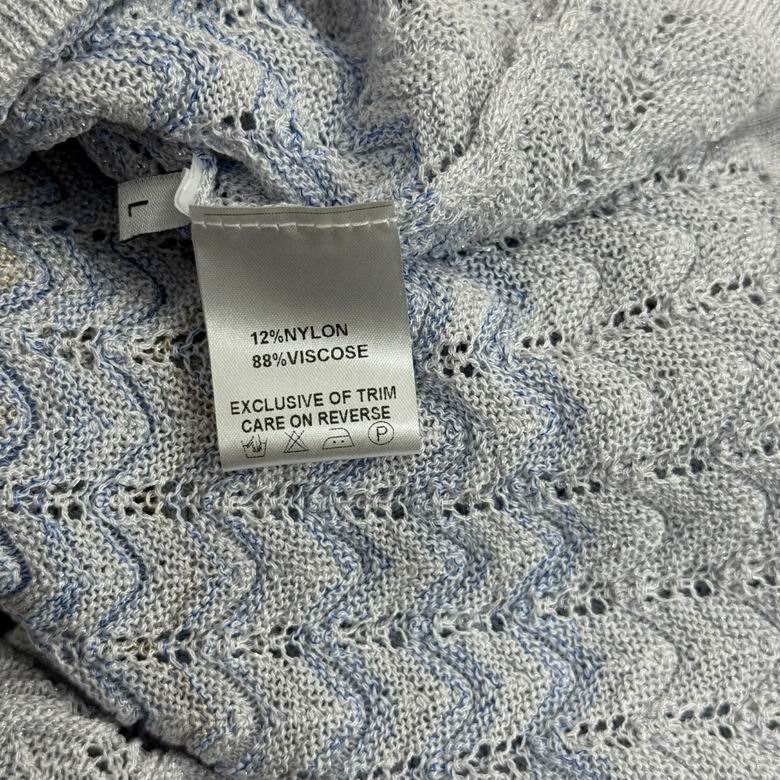 L
12%NYLON
88%VISCOSE
EXCLUSIVE OF TRIM
CARE ON REVERSE
P